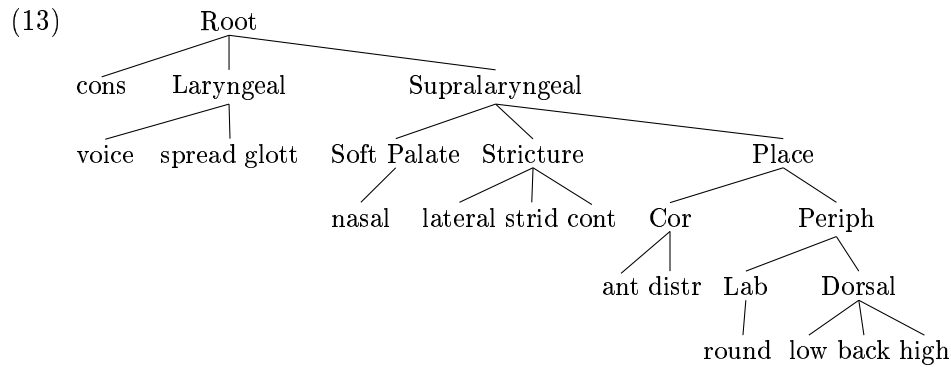 (13) Root
cons Laryngeal Supralaryngeal
voice spread glott Soft Palate Stricture Place
nasal lateral strid cont Cor Periph
ant distr Lab Dorsal
round low back high